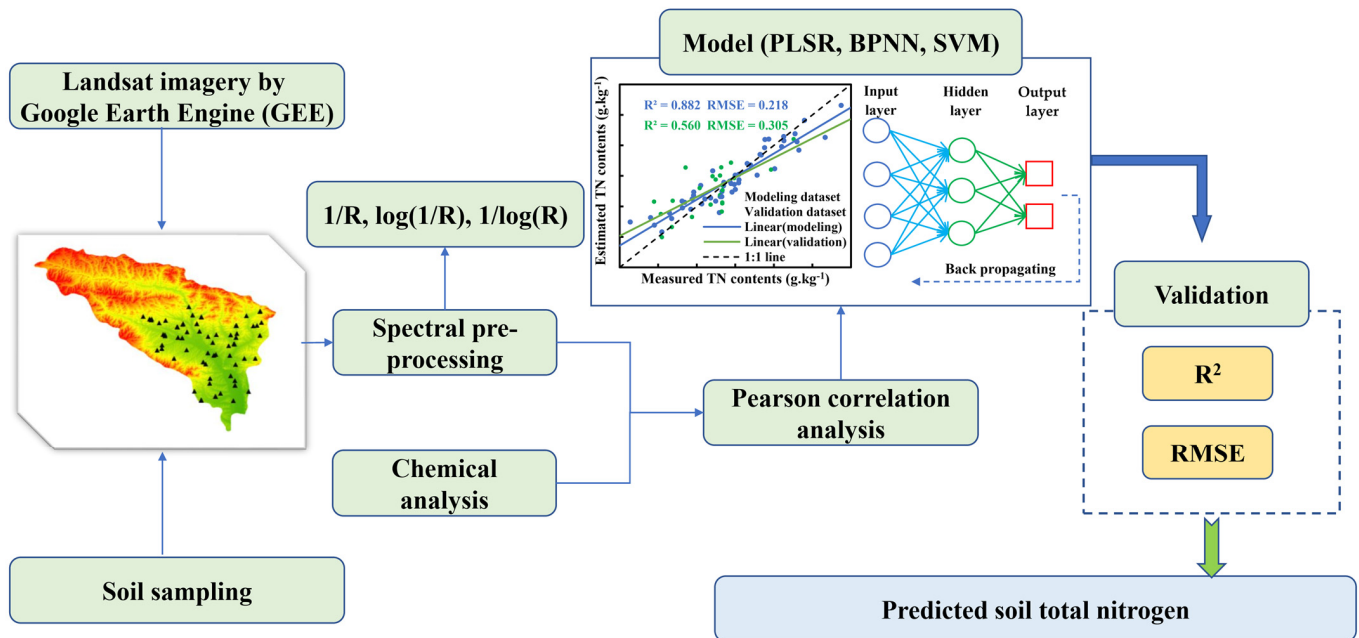 Model (PLSR, BPNN, SVM)
Landsat imagery by
Google Earth Engine (GEE)
1/R, log(1/R), 1/log(R)
Estimated TN contents (g.kg⁻¹)
R² = 0.882 RMSE = 0.218
R² = 0.560 RMSE = 0.305
Modeling dataset
Validation dataset
Linear(modeling)
Linear(validation)
1:1 line
Measured TN contents (g.kg⁻¹)
Input
layer
Hidden
layer
Output
layer
Back propagating
Validation
R²
RMSE
Spectral pre-
processing
Pearson correlation
analysis
Chemical
analysis
Soil sampling
Predicted soil total nitrogen